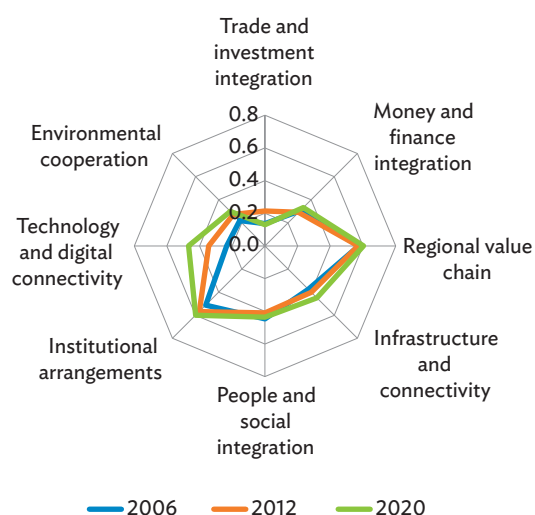 Trade and
investment
integration
Money and
finance
integration
Regional value
chain
Infrastructure
and
connectivity
People and
social
integration
Institutional
arrangements
Technology
and digital
connectivity
Environmental
cooperation
0.8
0.6
0.4
0.2
0.0
2006
2012
2020